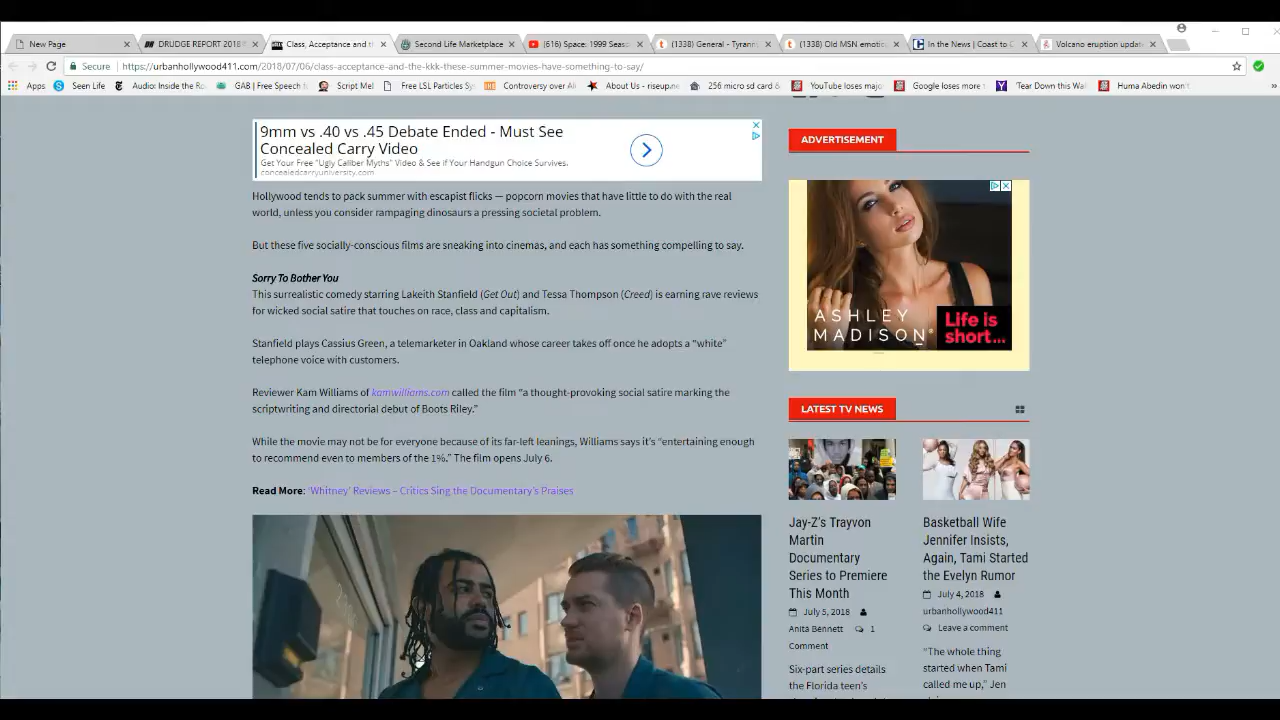 New Page
DRUDGE REPORT 2018
Class, Acceptance and th
Second Life Marketplace
(616) Space: 1999 Seas
(1338) General - Tyrann
(1338) Old MSN emotic
In the News | Coast to C
Volcano eruption updat
Secure
https://urbanhollywood411.com/2018/07/06/class-acceptance-and-the-kkk-these-summer-movies-have-something-to-say/
Apps
Seen Life
Audio: Inside the Ro
GAB | Free Speech f
Script Me!
Free LSL Particles Sy
Controversy over Ali
About Us - riseup.ne
256 micro sd card &
YouTube loses majo
Google loses more
'Tear Down this Wal
Huma Abedin won't
»
9mm vs .40 vs .45 Debate Ended - Must See
Concealed Carry Video
Get Your Free "Ugly Caliber Myths" Video & See if Your Handgun Choice Survives.
concealedcarryuniversity.com
Hollywood tends to pack summer with escapist flicks — popcorn movies that have little to do with the real
world, unless you consider rampaging dinosaurs a pressing societal problem.
But these five socially-conscious films are sneaking into cinemas, and each has something compelling to say.
Sorry To Bother You
This surrealistic comedy starring Lakeith Stanfield (Get Out) and Tessa Thompson (Creed) is earning rave reviews
for wicked social satire that touches on race, class and capitalism.
Stanfield plays Cassius Green, a telemarketer in Oakland whose career takes off once he adopts a “white”
telephone voice with customers.
Reviewer Kam Williams of kamwilliams.com called the film “a thought-provoking social satire marking the
scriptwriting and directorial debut of Boots Riley.”
While the movie may not be for everyone because of its far-left leanings, Williams says it’s “entertaining enough
to recommend even to members of the 1%.” The film opens July 6.
Read More: ‘Whitney’ Reviews – Critics Sing the Documentary’s Praises
ADVERTISEMENT
ASHLEY
MADISON®
Life is
short...
LATEST TV NEWS
Jay-Z’s Trayvon
Martin
Documentary
Series to Premiere
This Month
July 5, 2018
Anita Bennett
1
Comment
Six-part series details
the Florida teen's
Basketball Wife
Jennifer Insists,
Again, Tami Started
the Evelyn Rumor
July 4, 2018
urbanhollywood411
Leave a comment
“The whole thing
started when Tami
called me up,” Jen